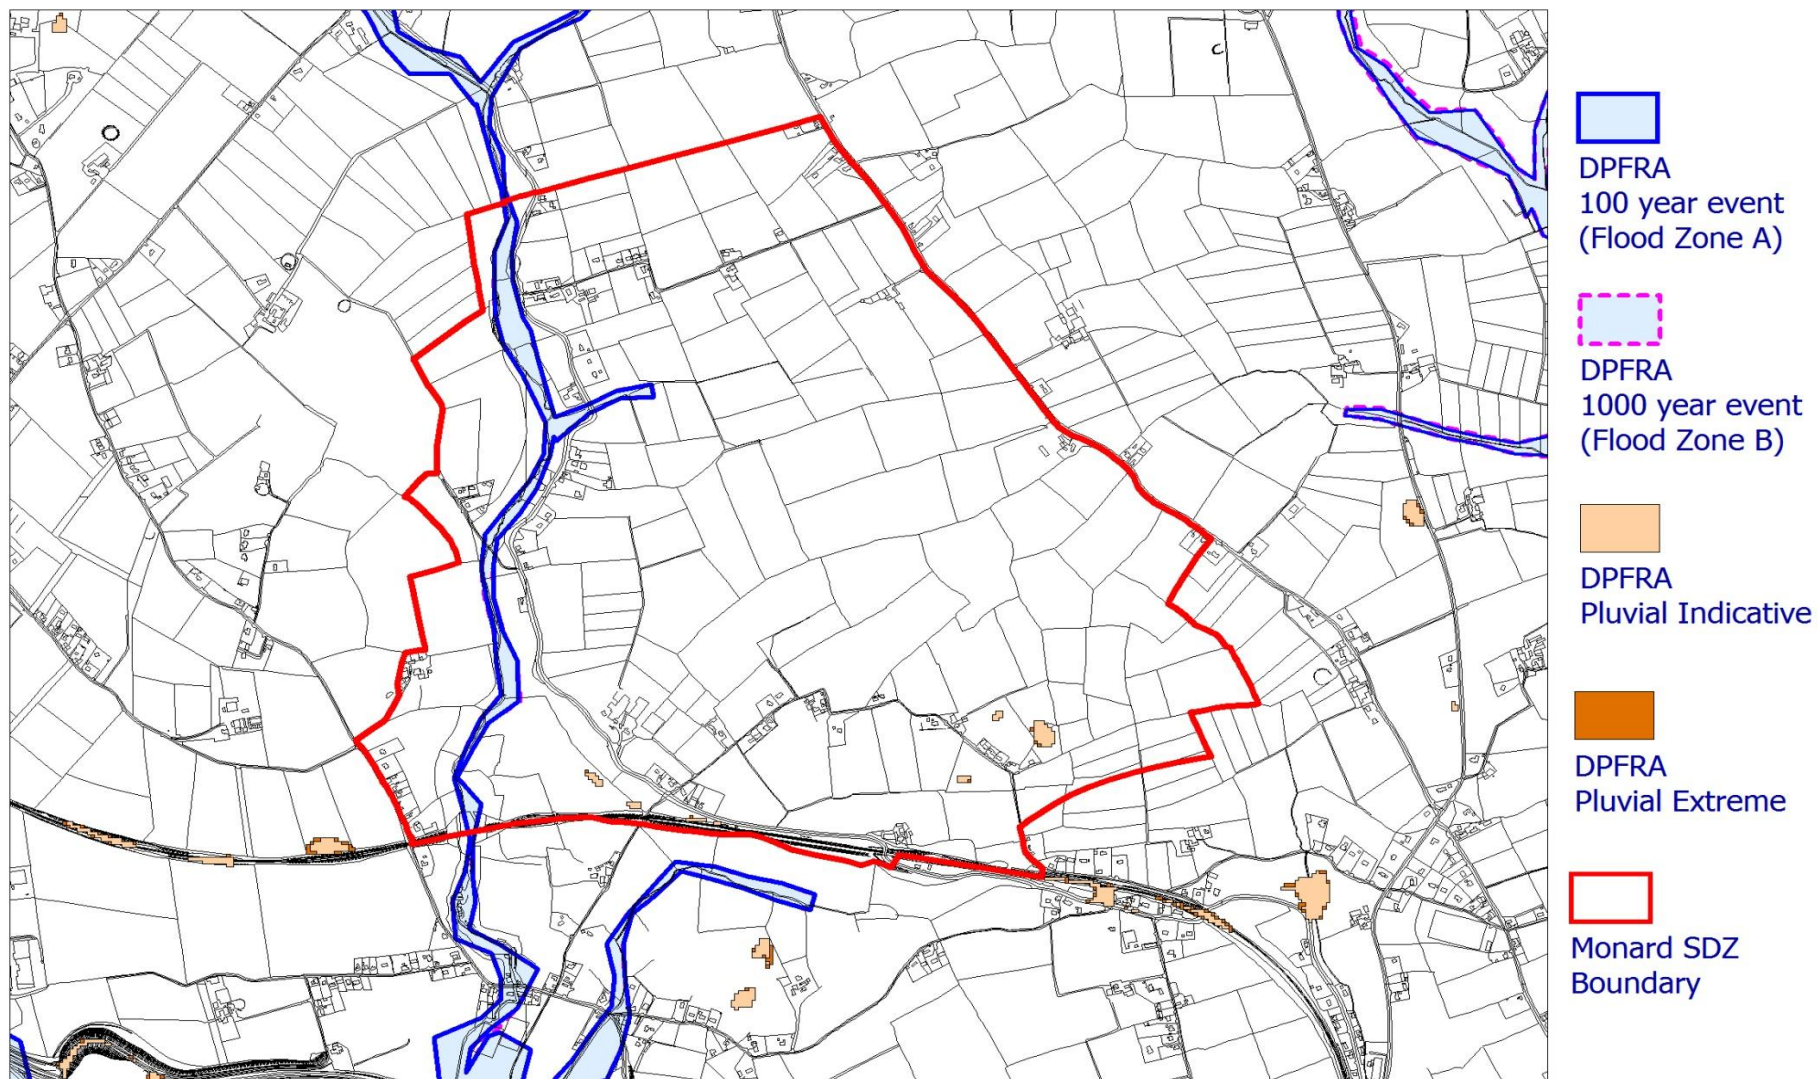 DPFRA
100 year event
(Flood Zone A)
DPFRA
1000 year event
(Flood Zone B)
DPFRA
Pluvial Indicative
DPFRA
Pluvial Extreme
Monard SDZ
Boundary